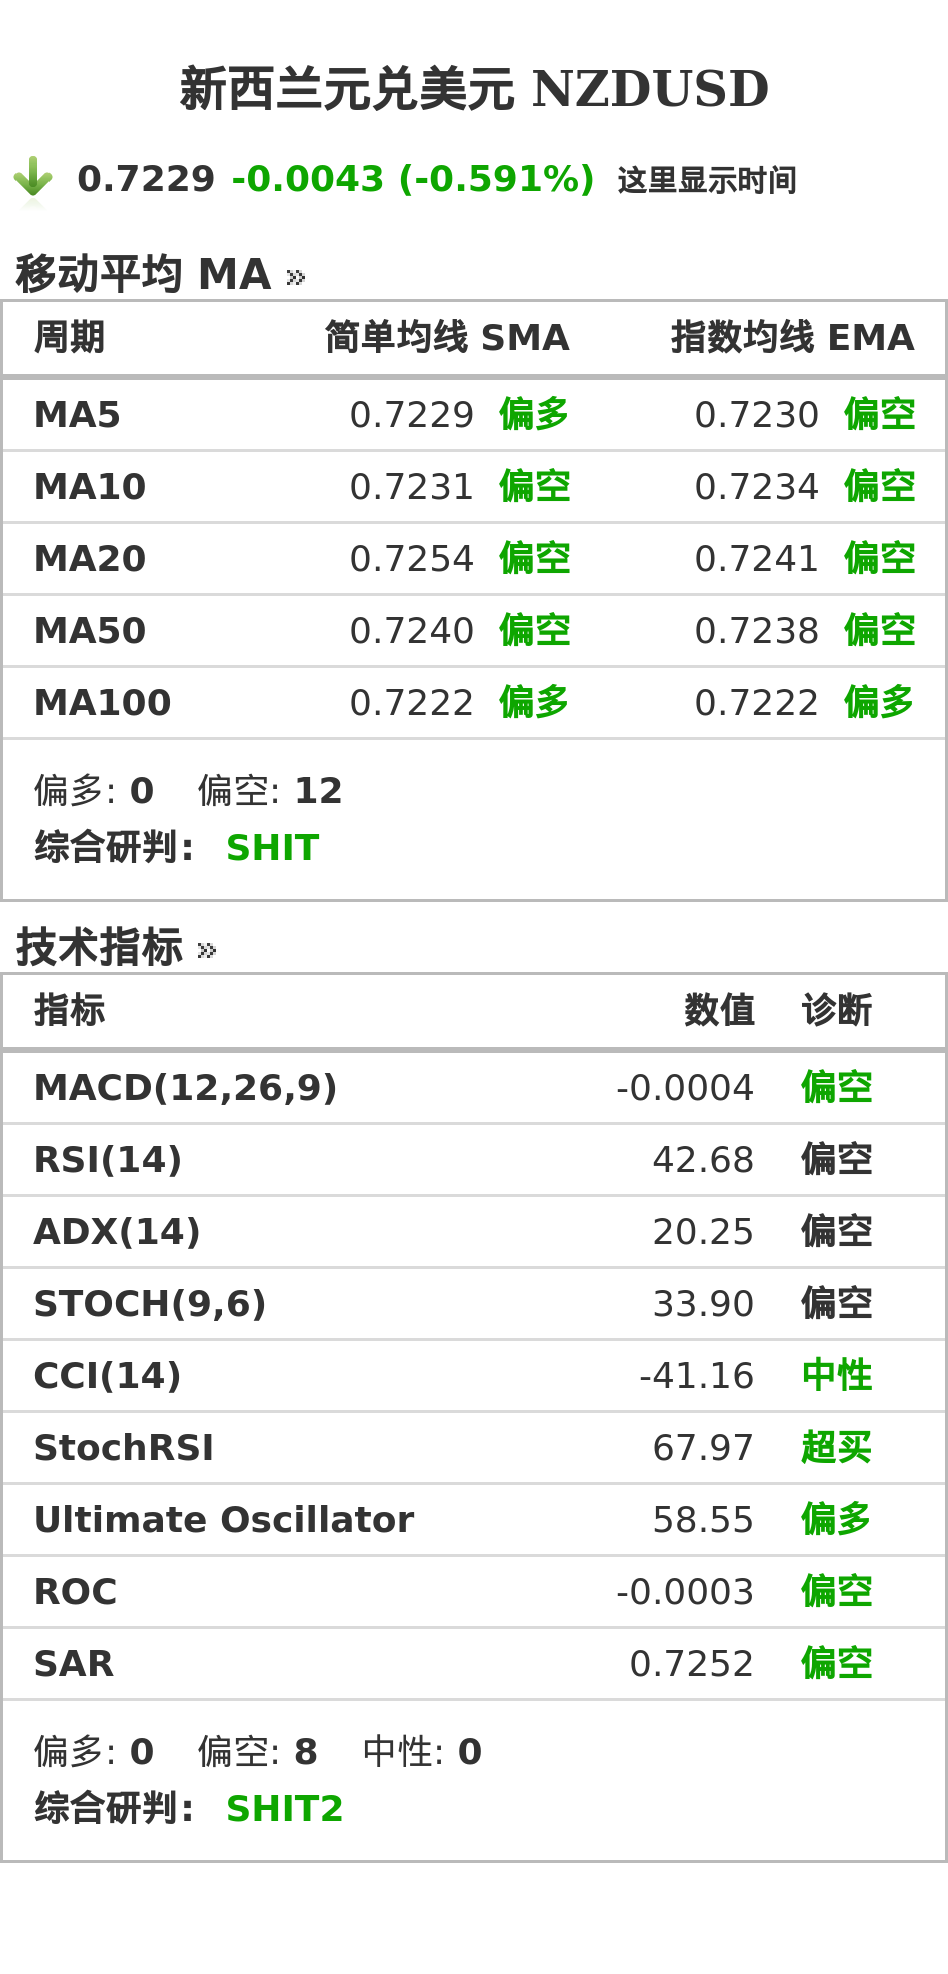 新西兰元兑美元 NZDUSD
0.7229 -0.0043 (-0.591%) 这里显示时间
移动平均 MA »
周期 简单均线 SMA 指数均线 EMA
MA5 0.7229 偏多 0.7230 偏空
MA10 0.7231 偏空 0.7234 偏空
MA20 0.7254 偏空 0.7241 偏空
MA50 0.7240 偏空 0.7238 偏空
MA100 0.7222 偏多 0.7222 偏多
偏多: 0 偏空: 12
综合研判: SHIT
技术指标 »
指标 数值 诊断
MACD(12,26,9) -0.0004 偏空
RSI(14) 42.68 偏空
ADX(14) 20.25 偏空
STOCH(9,6) 33.90 偏空
CCI(14) -41.16 中性
StochRSI 67.97 超买
Ultimate Oscillator 58.55 偏多
ROC -0.0003 偏空
SAR 0.7252 偏空
偏多: 0 偏空: 8 中性: 0
综合研判: SHIT2